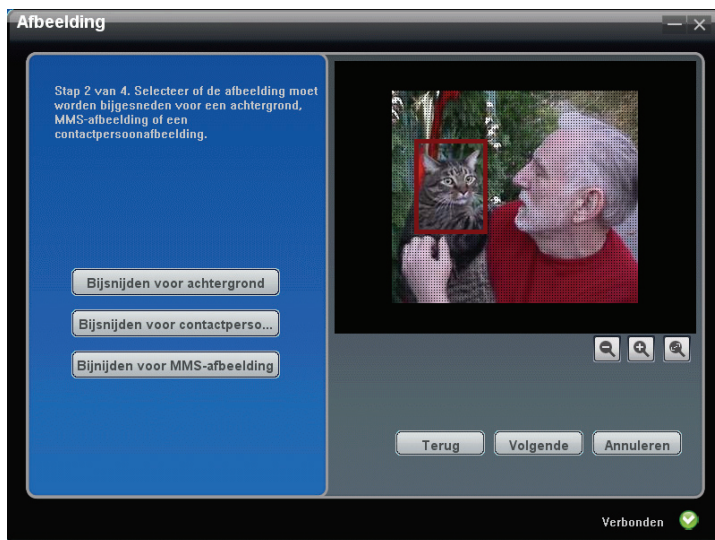 Afbeelding
Stap 2 van 4. Selecteer of de afbeelding moet
worden bijgesneden voor een achtergrond,
MMS-afbeelding of een
contactpersoonafbeelding.
Bijsnijden voor achtergrond
Bijsnijden voor contactperso...
Bijnijden voor MMS-afbeelding
Terug
Volgende
Annuleren
Verbonden